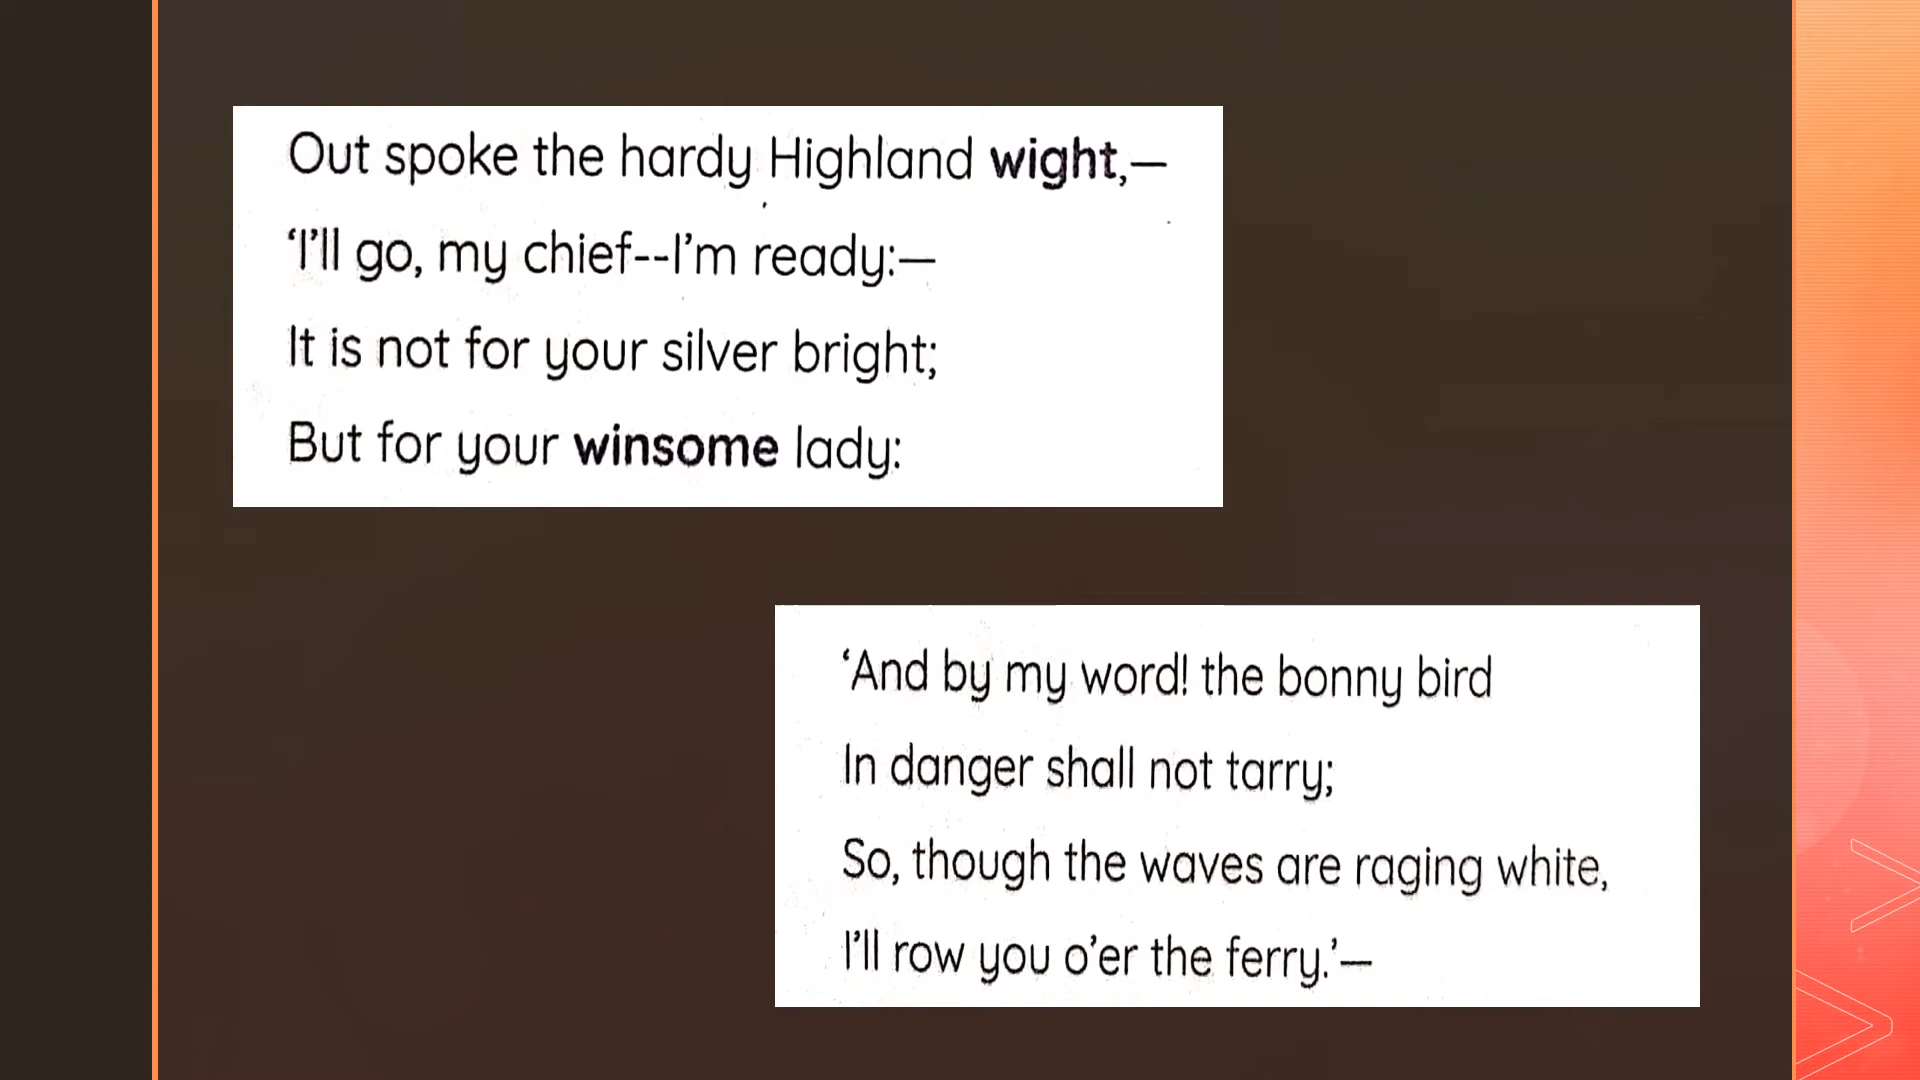 Out spoke the hardy Highland wight,—
‘I’ll go, my chief--I’m ready:—
It is not for your silver bright;
But for your winsome lady:
‘And by my word! the bonny bird
In danger shall not tarry;
So, though the waves are raging white,
I’ll row you o’er the ferry.’—